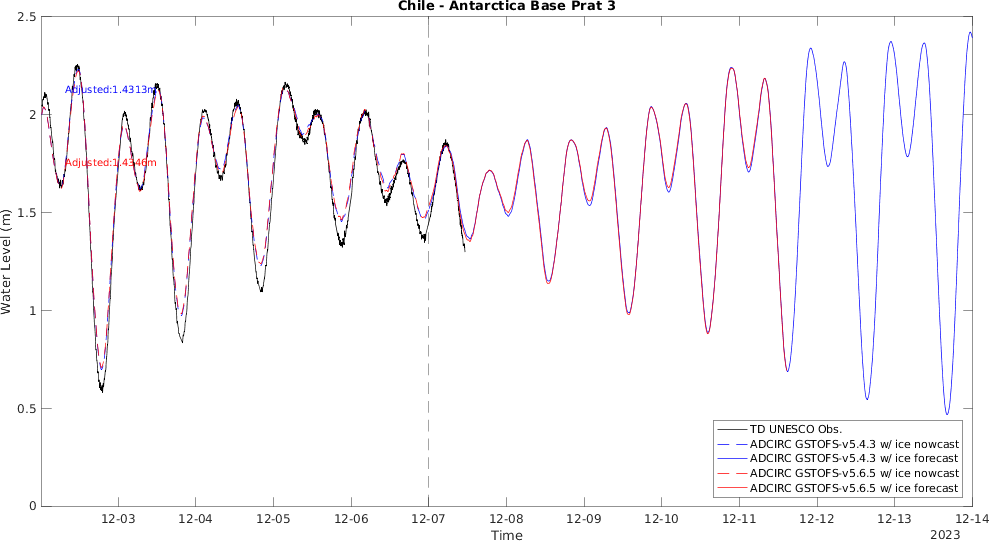 Chile - Antarctica Base Prat 3
2.5
2
1.5
1
0.5
0
Water Level (m)
Adjusted:1.4313m
Adjusted:1.4346m
TD UNESCO Obs.
ADCIRC GSTOFS-v5.4.3 w/ ice nowcast
ADCIRC GSTOFS-v5.4.3 w/ ice forecast
ADCIRC GSTOFS-v5.6.5 w/ ice nowcast
ADCIRC GSTOFS-v5.6.5 w/ ice forecast
12-03 12-04 12-05 12-06 12-07 12-08 12-09 12-10 12-11 12-12 12-13 12-14
Time
2023